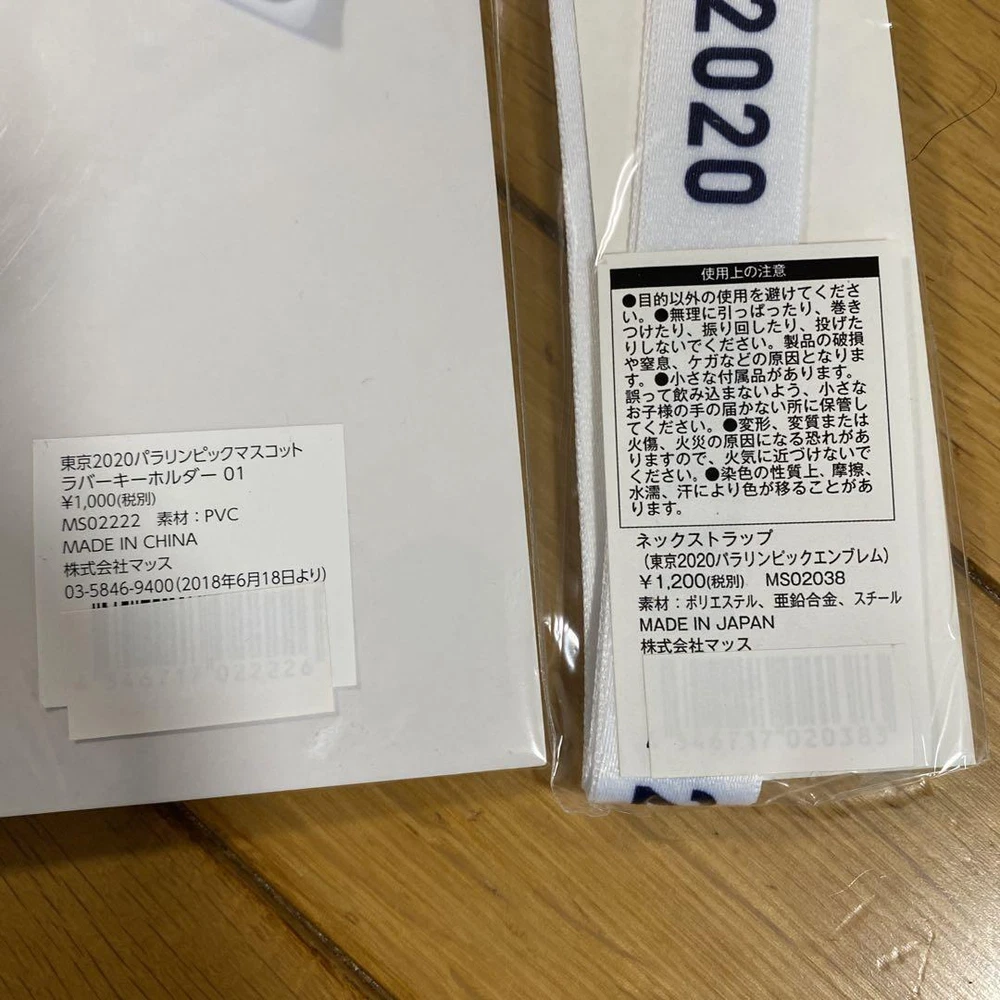 東京2020パラリンピックマスコット
ラバーキーホルダー 01
¥1,000(税別)
MS02222 素材：PVC
MADE IN CHINA
株式会社マッス
03-5846-9400(2018年6月18日より)
546717 022226
2020
使用上の注意
●目的以外の使用を避けてくださ
い。●無理に引っぱったり、巻き
つけたり、振り回したり、投げた
りしないでください。製品の破損
や窒息、ケガなどの原因となりま
す。●小さな付属品があります。
誤って飲み込まないよう、小さな
お子様の手の届かない所に保管し
てください。●変形、変質または
火傷、火災の原因になる恐れがあ
りますので、火気に近づけないで
ください。●染色の性質上、摩擦、
水濡、汗により色が移ることがあ
ります。
ネックストラップ
（東京2020パラリンピックエンブレム）
¥1,200(税別) MS02038
素材：ポリエステル、亜鉛合金、スチール
MADE IN JAPAN
株式会社マッス
546717 020383